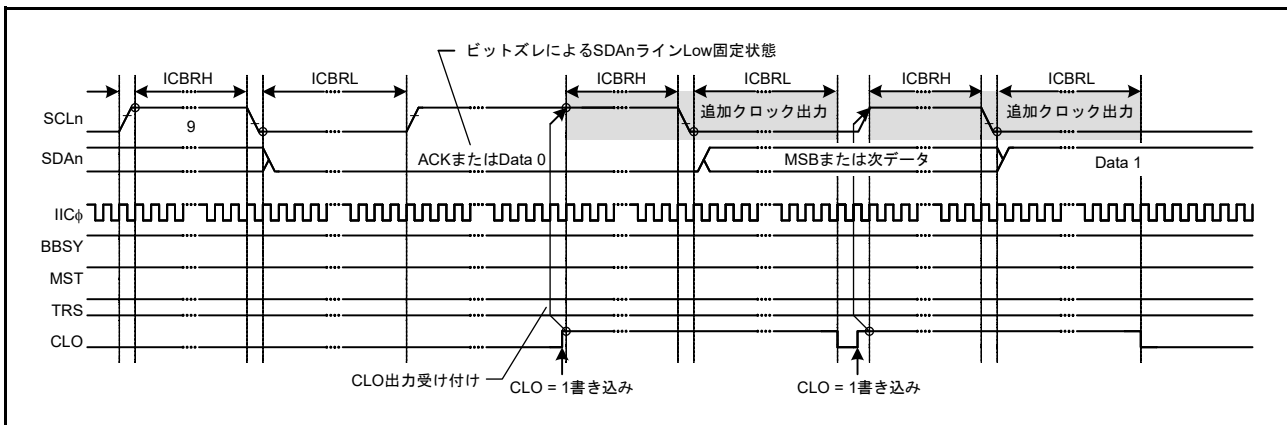 ビットズレによるSDAnラインLow固定状態
ICBRH ICBRL ICBRH ICBRL ICBRH ICBRL
SCLn 9 追加クロック出力 追加クロック出力
SDAn ACKまたはData 0 MSBまたは次データ Data 1
IICϕ
BBSY
MST
TRS
CLO
CLO出力受け付け CLO = 1書き込み CLO = 1書き込み